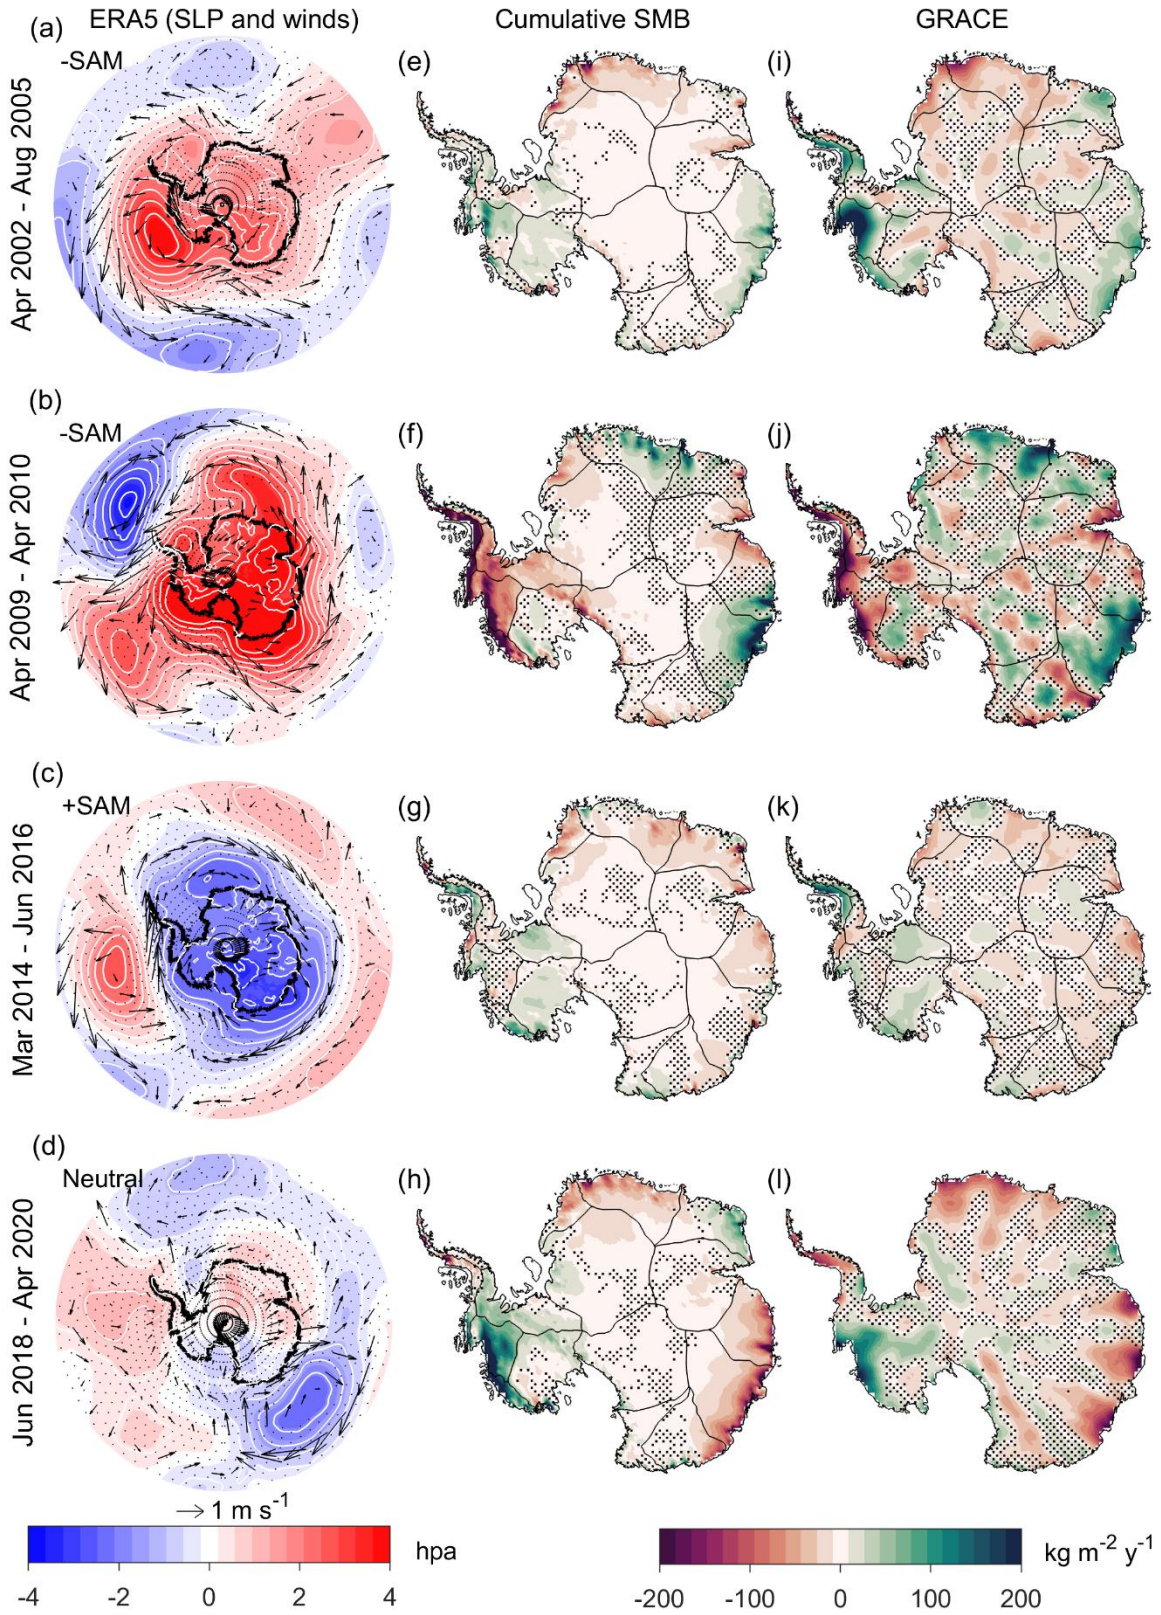 ERA5 (SLP and winds) Cumulative SMB GRACE
(a) -SAM (e) (i)
Apr 2002 - Aug 2005
(b) -SAM (f) (j)
Apr 2009 - Apr 2010
(c) +SAM (g) (k)
Mar 2014 - Jun 2016
(d) Neutral (h) (l)
Jun 2018 - Apr 2020
1 m s⁻¹
hpa
-4 -2 0 2 4
kg m⁻² y⁻¹
-200 -100 0 100 200